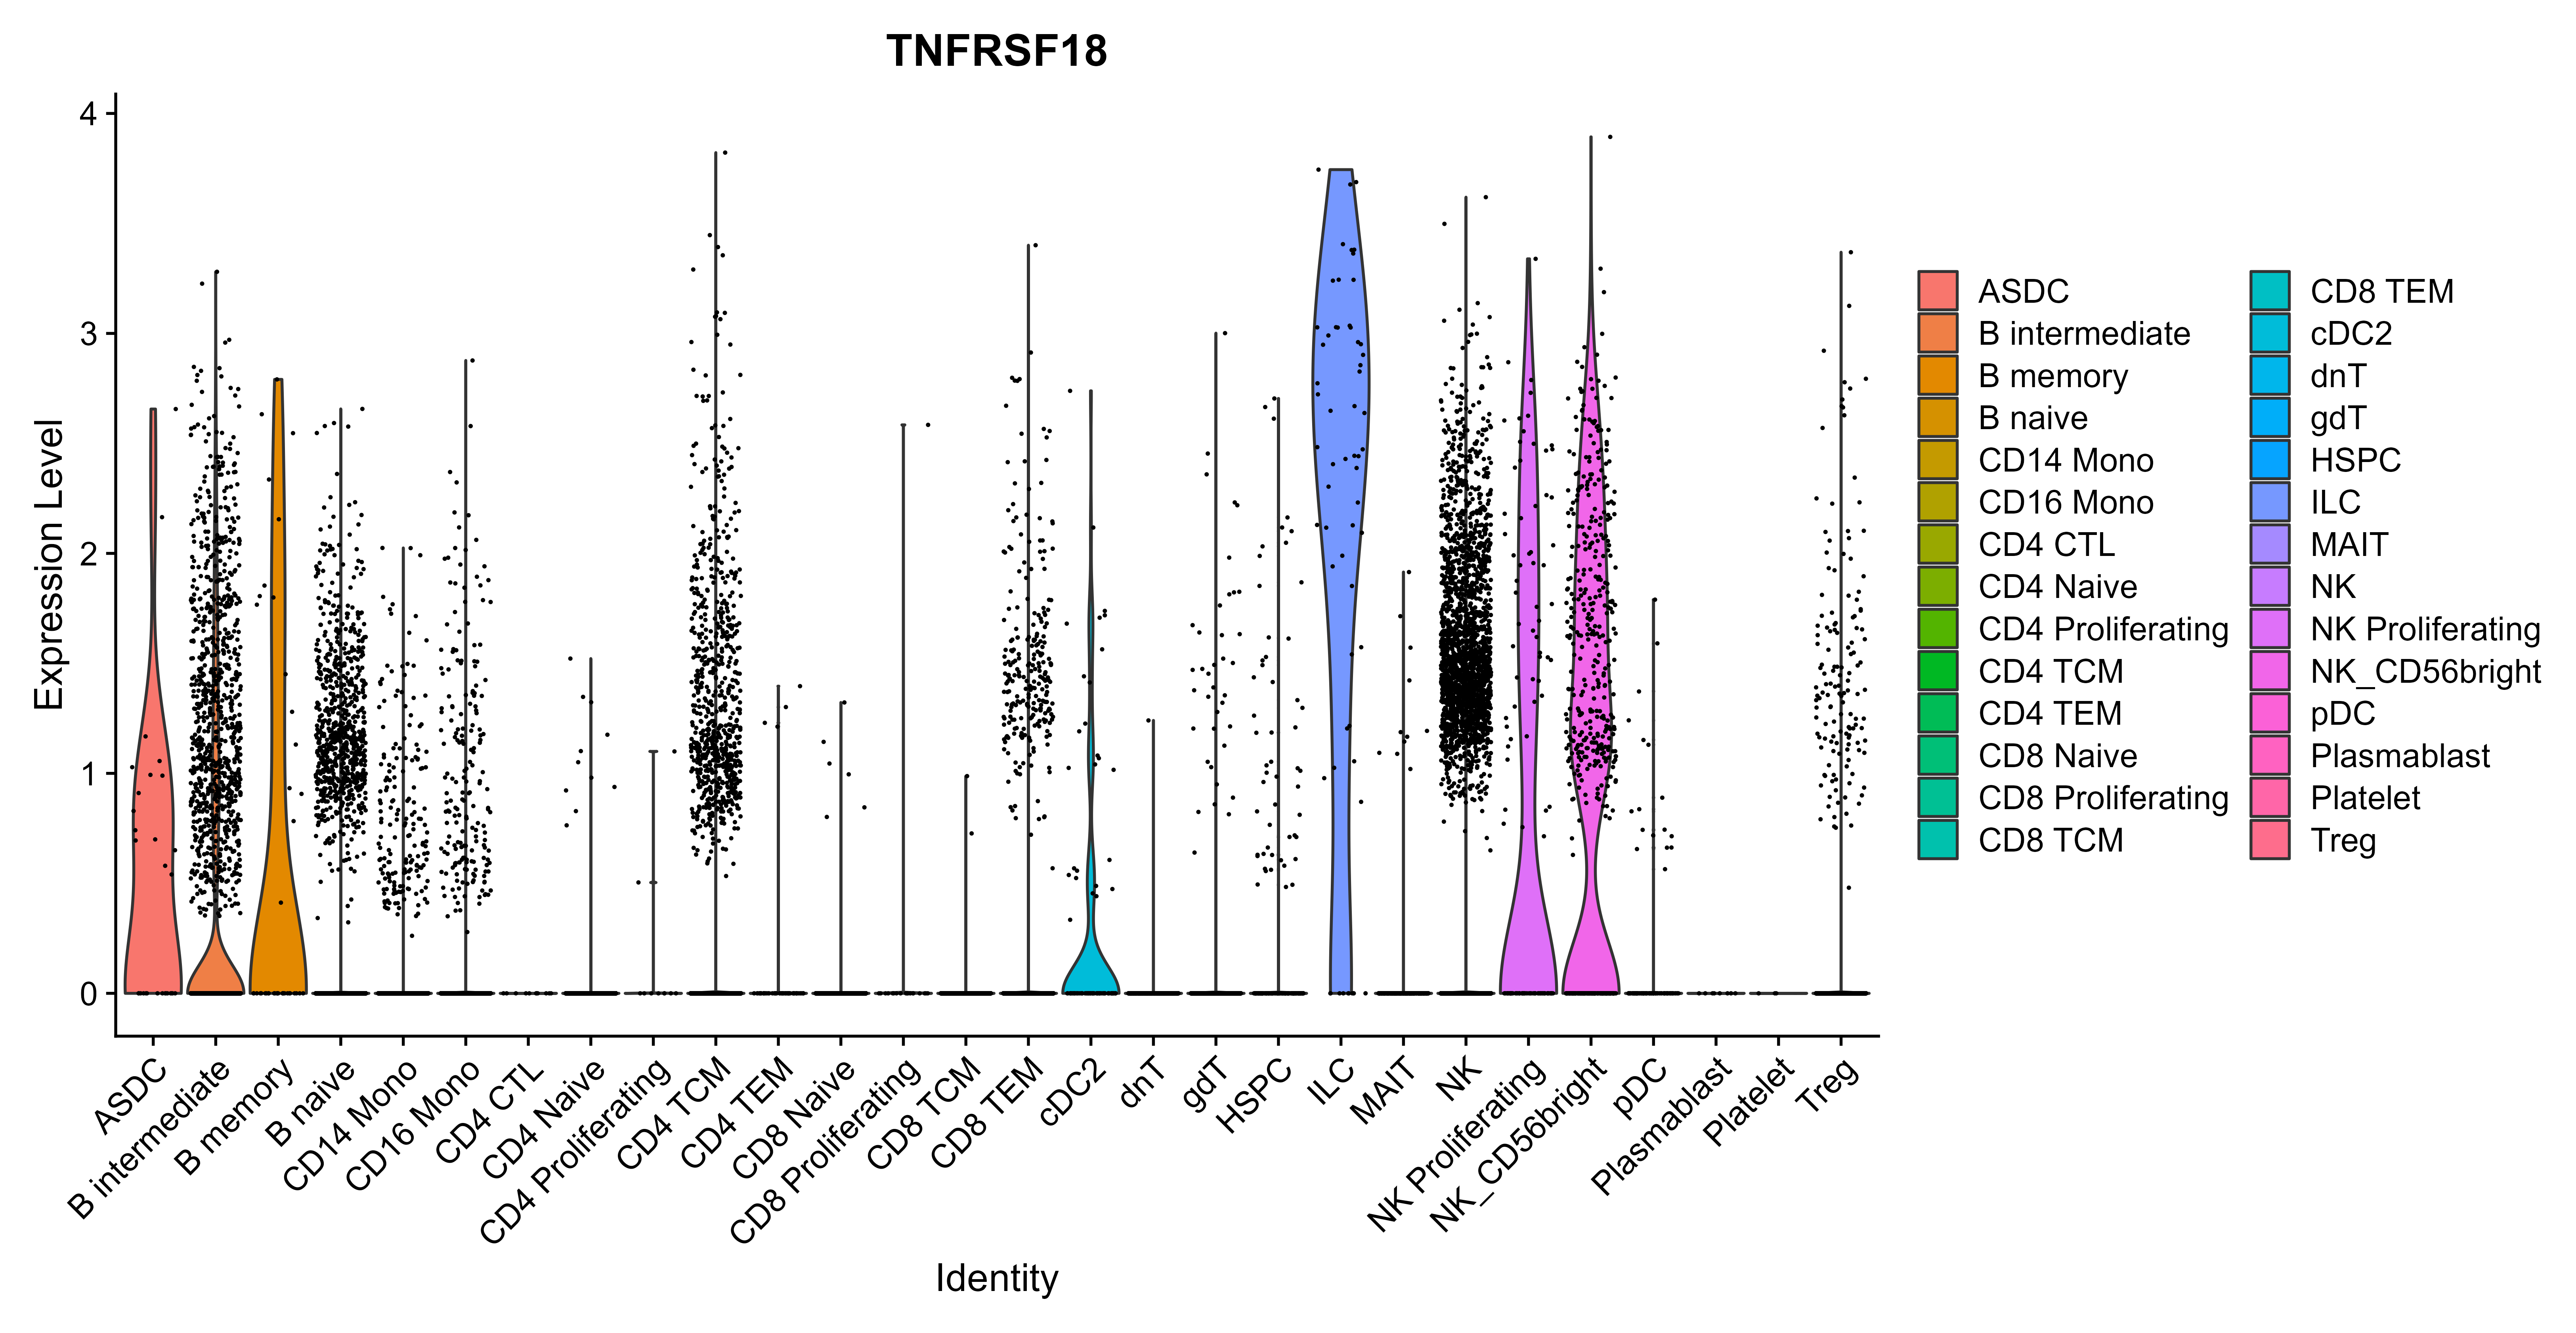 TNFRSF18
Expression Level
4
3
2
1
0
ASDC
B intermediate
B memory
B naive
CD14 Mono
CD16 Mono
CD4 CTL
CD4 Naive
CD4 Proliferating
CD4 TCM
CD4 TEM
CD8 Naive
CD8 Proliferating
CD8 TCM
CD8 TEM
cDC2
dnT
gdT
HSPC
ILC
MAIT
NK
NK Proliferating
NK_CD56bright
pDC
Plasmablast
Platelet
Treg
Identity
ASDC
B intermediate
B memory
B naive
CD14 Mono
CD16 Mono
CD4 CTL
CD4 Naive
CD4 Proliferating
CD4 TCM
CD4 TEM
CD8 Naive
CD8 Proliferating
CD8 TCM
CD8 TEM
cDC2
dnT
gdT
HSPC
ILC
MAIT
NK
NK Proliferating
NK_CD56bright
pDC
Plasmablast
Platelet
Treg